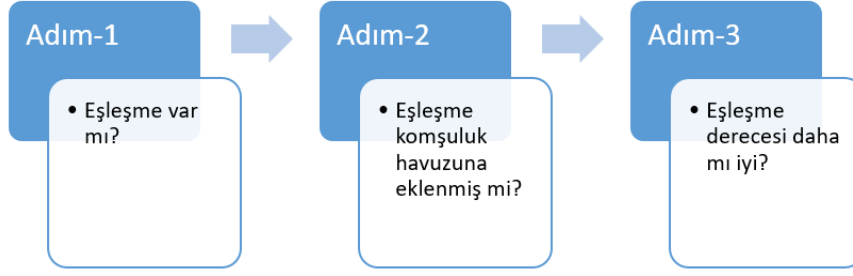 Adım-1
• Eşleşme var
mı?
Adım-2
• Eşleşme
komşuluk
havuzuna
eklenmiş mi?
Adım-3
• Eşleşme
derecesi daha
mı iyi?